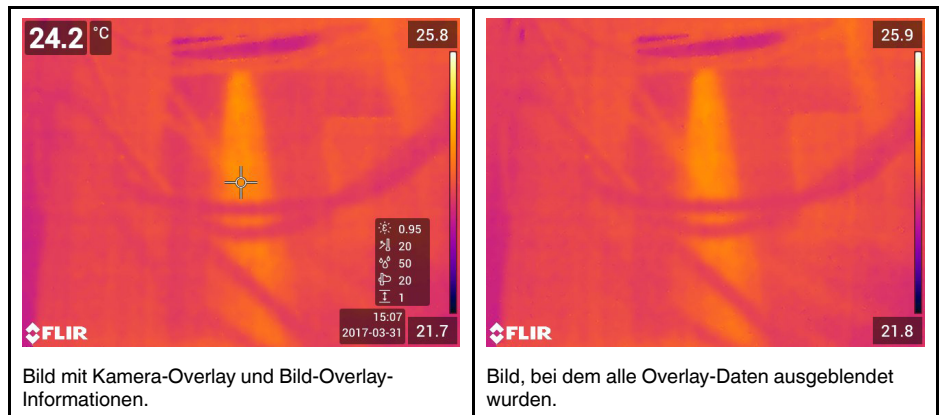 24.2 °C
25.8
0.95
20
50
20
1
15:07
2017-03-31
21.7
FLIR
Bild mit Kamera-Overlay und Bild-Overlay-
Informationen.
25.9
21.8
FLIR
Bild, bei dem alle Overlay-Daten ausgeblendet
wurden.